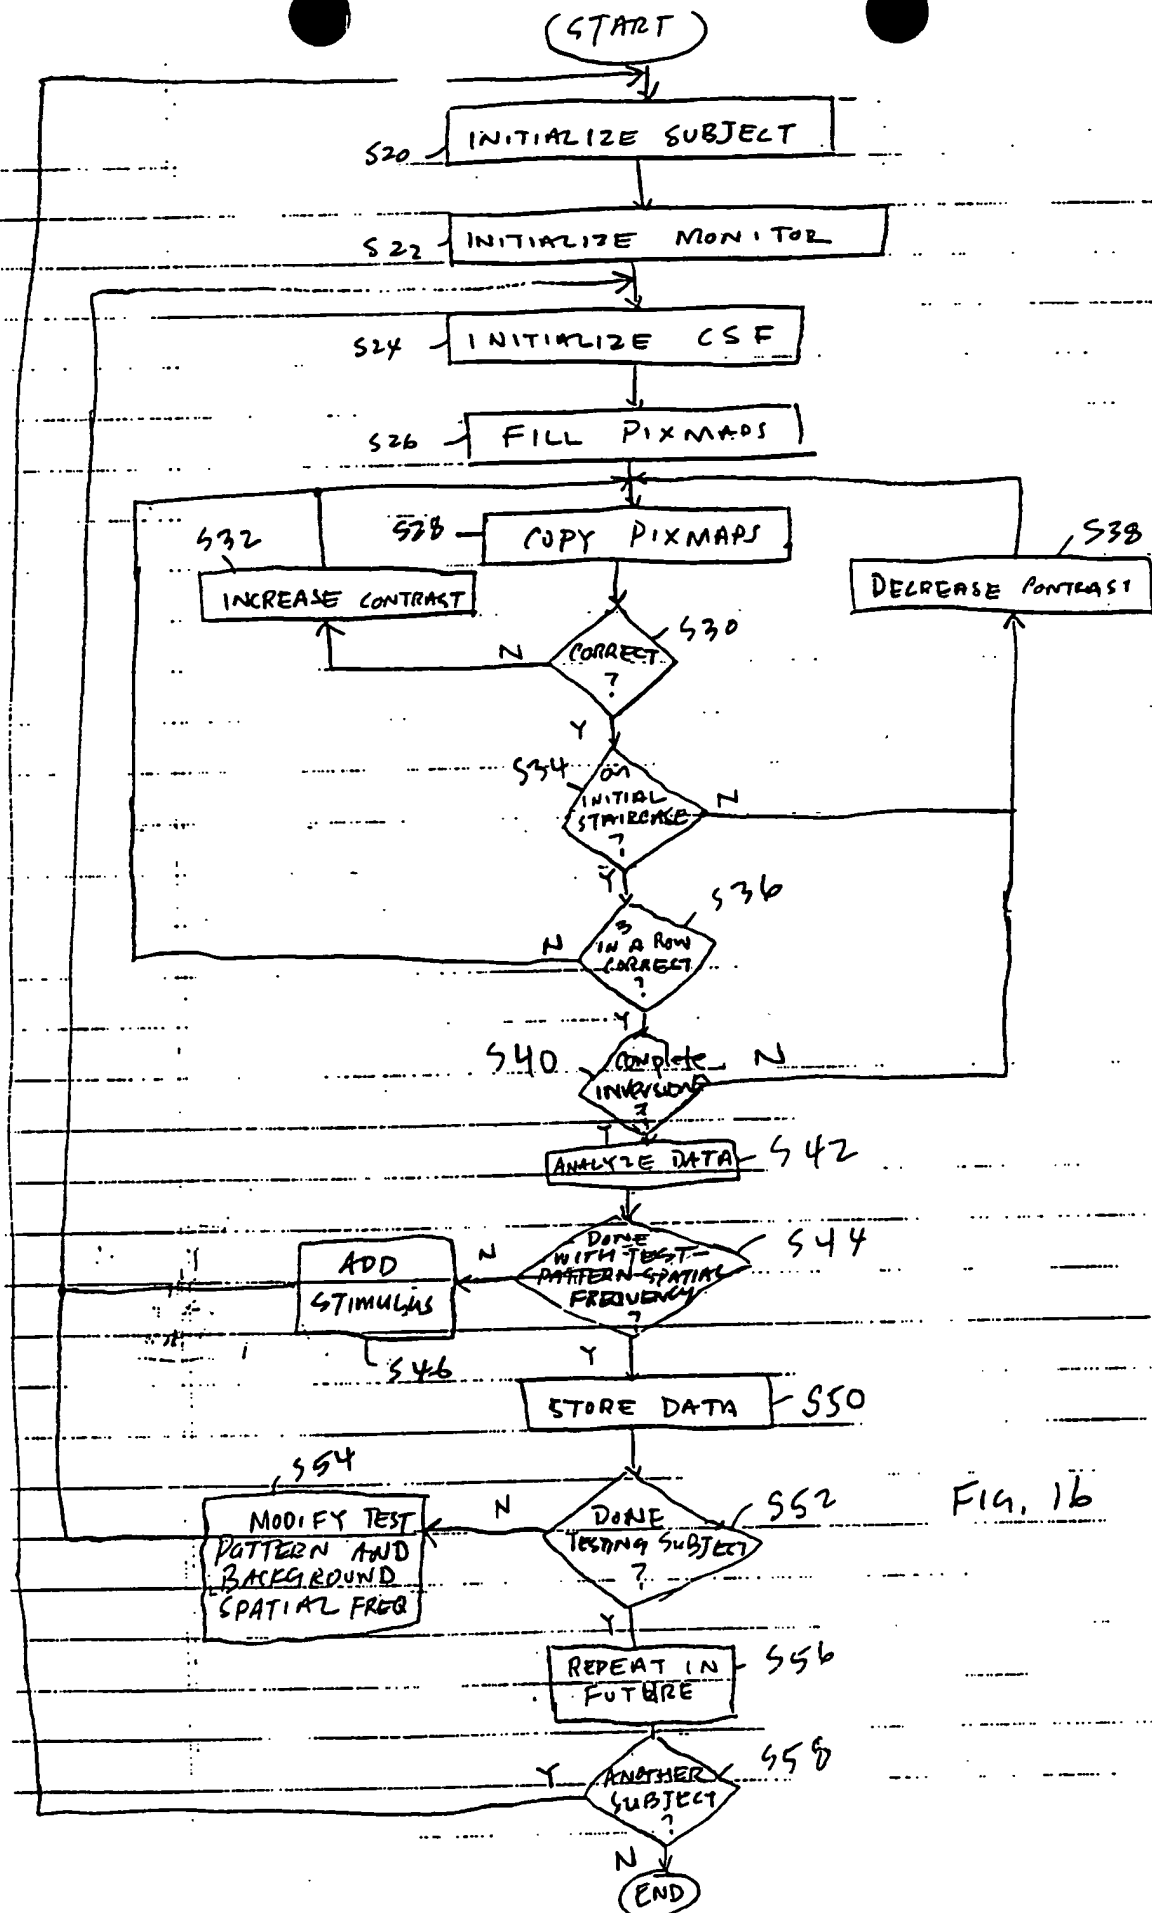 START
INITIALIZE SUBJECT
S20
INITIALIZE MONITOR
S22
INITIALIZE CSF
S24
FILL PIXMAPS
S26
S28
COPY PIXMAPS
S32
INCREASE CONTRAST
S38
DECREASE CONTRAST
S30
N
CORRECT
?
Y
S34
on
INITIAL
STAIRCASE
?
N
Y
S36
3
IN A ROW
CORRECT
?
N
Y
S40
Complete
INVERSIONS
?
N
Y
ANALYZE DATA
S42
DONE
WITH TEST-
PATTERN SPATIAL
FREQUENCY
?
S44
N
ADD
STIMULUS
S46
Y
STORE DATA
S50
S54
MODIFY TEST
PATTERN AND
BACKGROUND
SPATIAL FREQ
N
DONE
TESTING SUBJECT
?
S52
FIG. 16
Y
REPEAT IN
FUTURE
S56
Y
ANOTHER
SUBJECT
?
S58
N
END